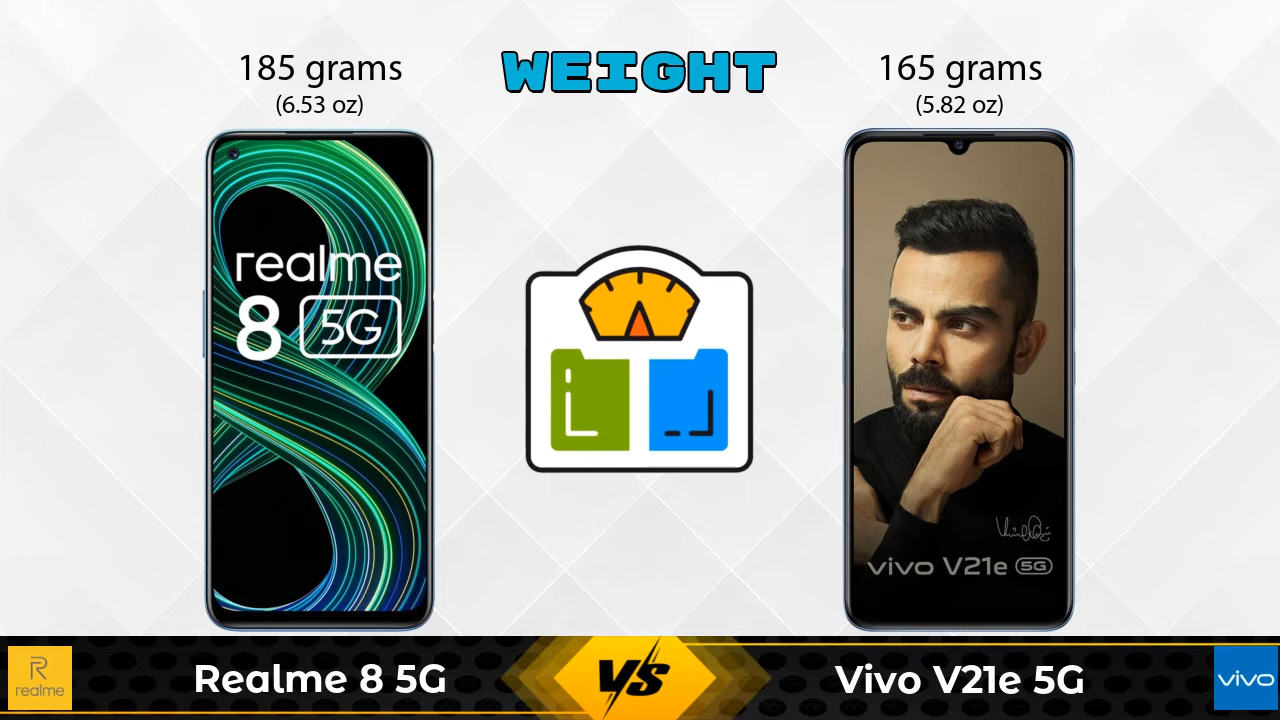 WEIGHT
185 grams
(6.53 oz)
165 grams
(5.82 oz)
realme
8 5G
vivo V21e 5G
R
realme
Realme 8 5G
VS
Vivo V21e 5G
vivo